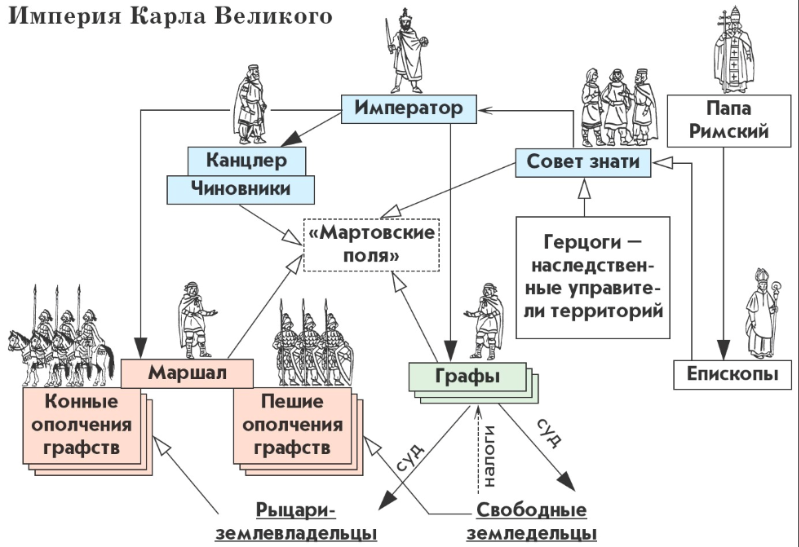 Империя Карла Великого
Император
Папа
Римский
Канцлер
Чиновники
Совет знати
«Мартовские
поля»
Герцоги —
наследствен-
ные управите-
ли территорий
Маршал
Графы
Епископы
Конные
ополчения
графств
Пешие
ополчения
графств
суд
налоги
суд
Рыцари-
землевладельцы
Свободные
земледельцы